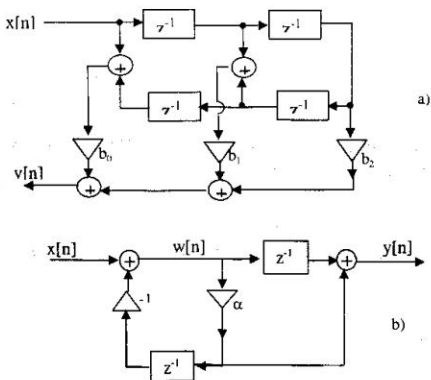 x[n]
z⁻¹
z⁻¹
+
+
z⁻¹
z⁻¹
a)
b₀
b₁
b₂
y[n]
+
+
x[n]
+
w[n]
z⁻¹
+
y[n]
-1
α
b)
z⁻¹